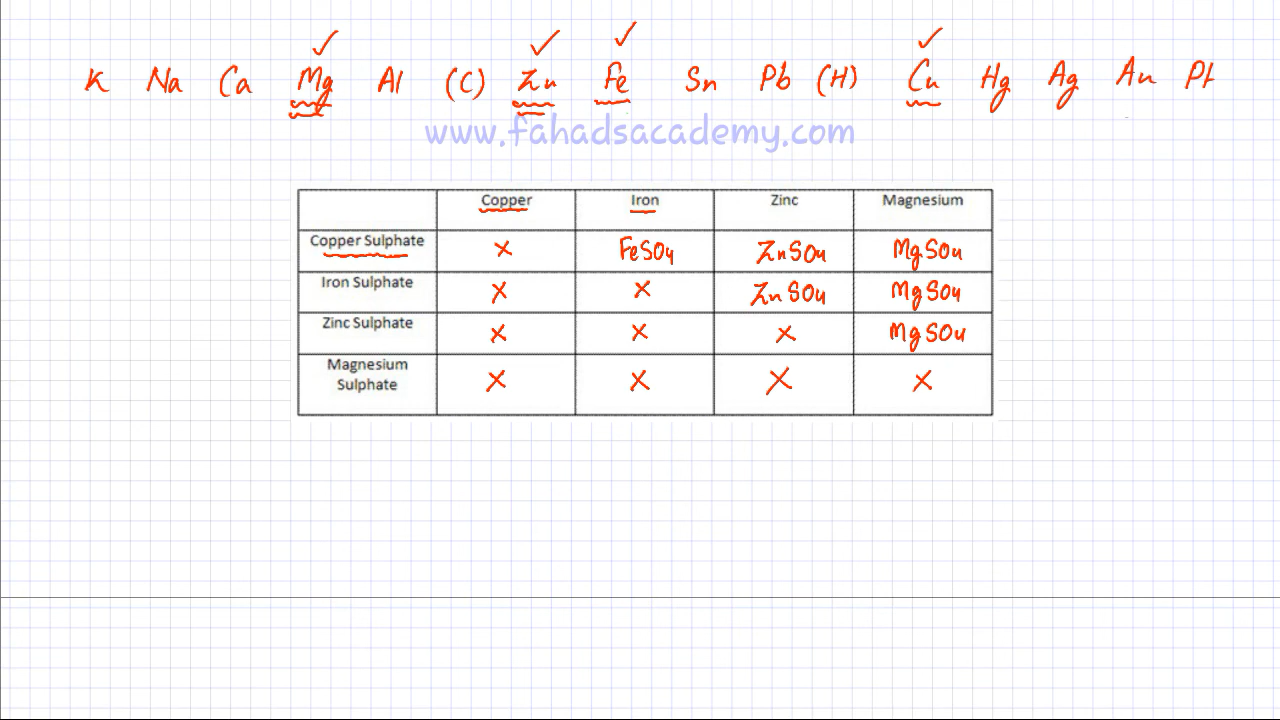 ✓ ✓ ✓ ✓
K Na Ca Mg Al (C) Zn Fe Sn Pb (H) Cu Hg Ag Au Pt
www.fahadsacademy.com
Copper Iron Zinc Magnesium
Copper Sulphate X FeSO4 ZnSO4 MgSO4
Iron Sulphate X X ZnSO4 MgSO4
Zinc Sulphate X X X MgSO4
Magnesium
Sulphate X X X X